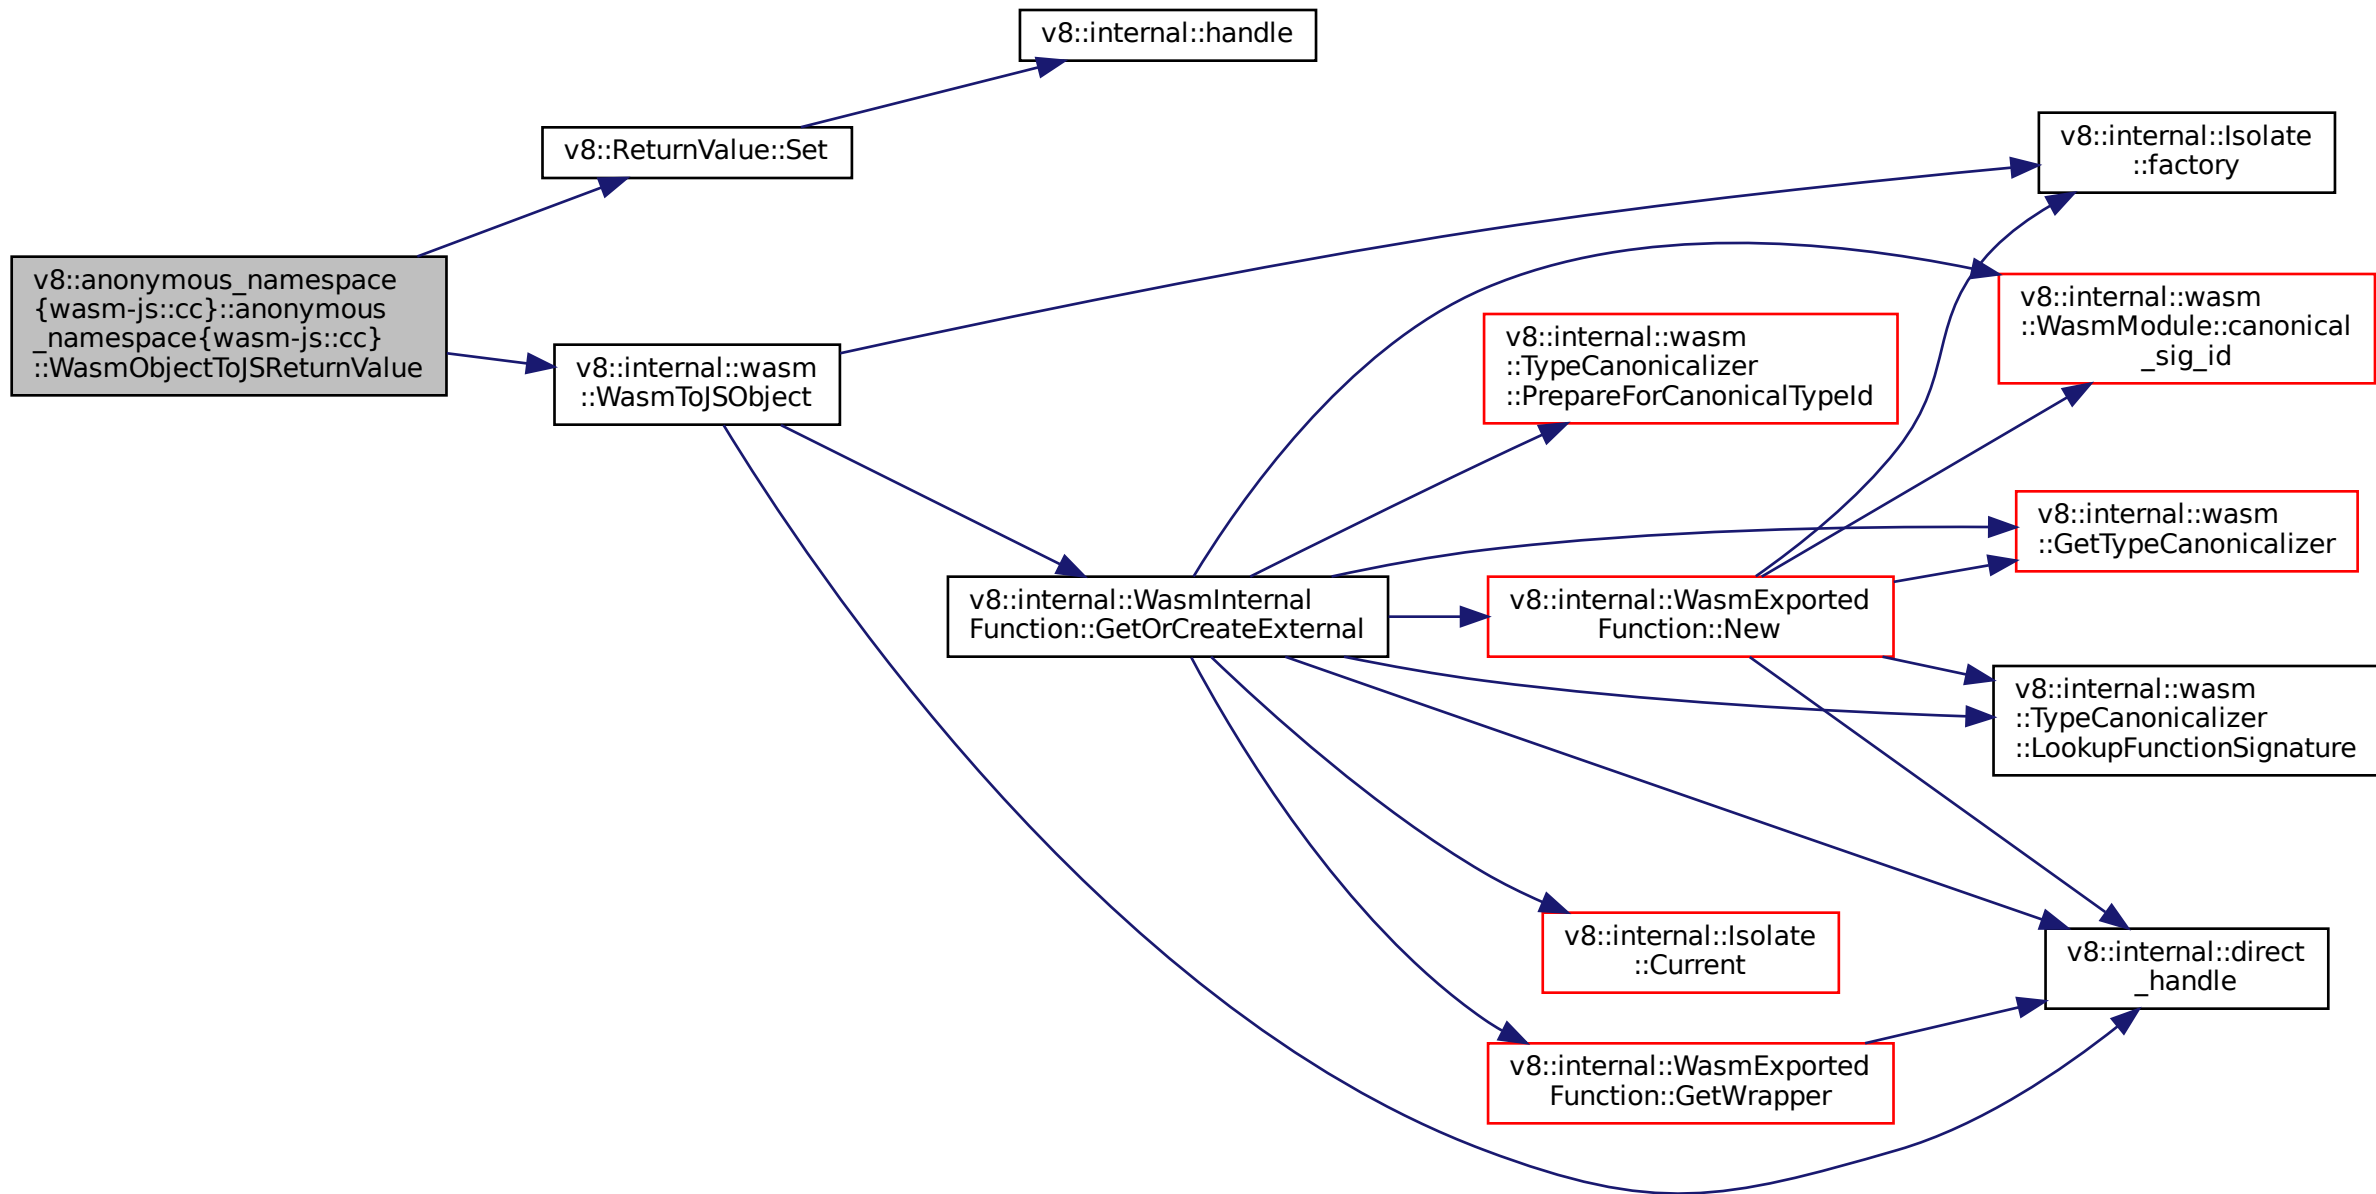 v8::internal::handle
v8::ReturnValue::Set
v8::internal::Isolate
::factory
v8::anonymous_namespace
{wasm-js::cc}::anonymous
_namespace{wasm-js::cc}
::WasmObjectToJSReturnValue
v8::internal::wasm
::WasmModule::canonical
_sig_id
v8::internal::wasm
::TypeCanonicalizer
::PrepareForCanonicalTypeId
v8::internal::wasm
::WasmToJSObject
v8::internal::wasm
::GetTypeCanonicalizer
v8::internal::WasmInternal
Function::GetOrCreateExternal
v8::internal::WasmExported
Function::New
v8::internal::wasm
::TypeCanonicalizer
::LookupFunctionSignature
v8::internal::Isolate
::Current
v8::internal::direct
_handle
v8::internal::WasmExported
Function::GetWrapper